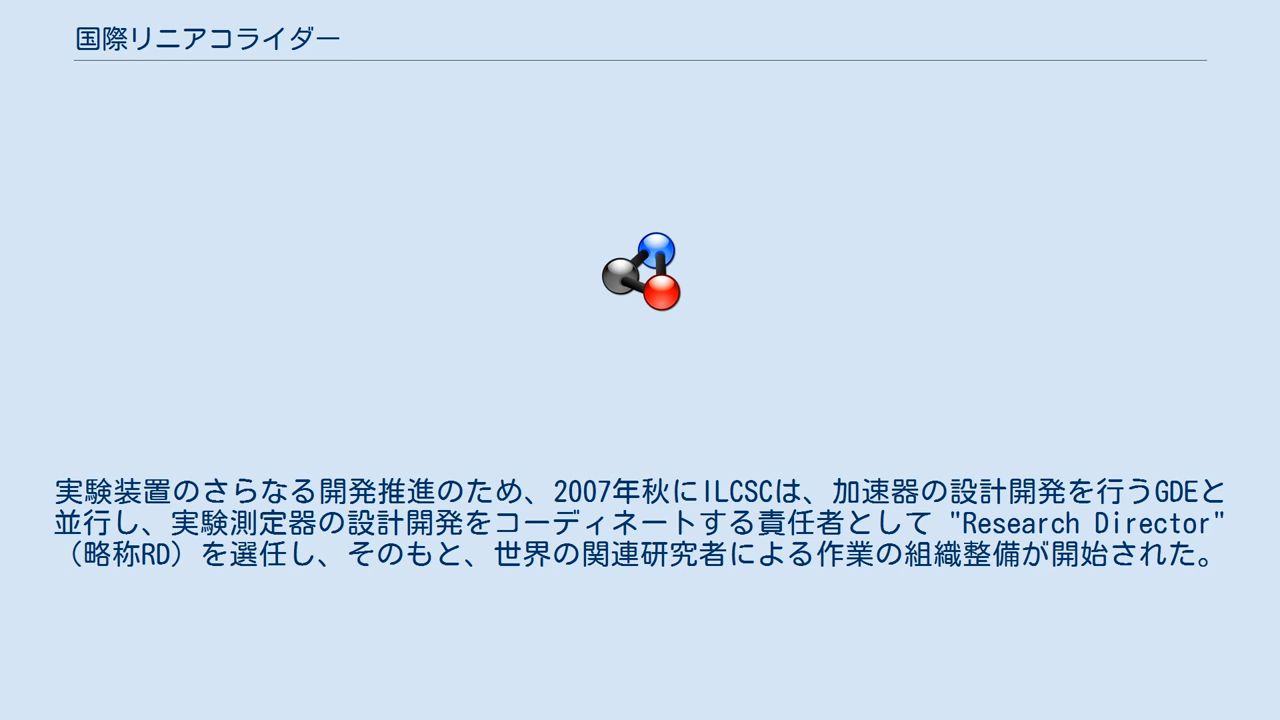 国際リニアコライダー
実験装置のさらなる開発推進のため、2007年秋にILCSCは、加速器の設計開発を行うGDEと
並行し、実験測定器の設計開発をコーディネートする責任者として "Research Director"
（略称RD）を選任し、そのもと、世界の関連研究者による作業の組織整備が開始された。